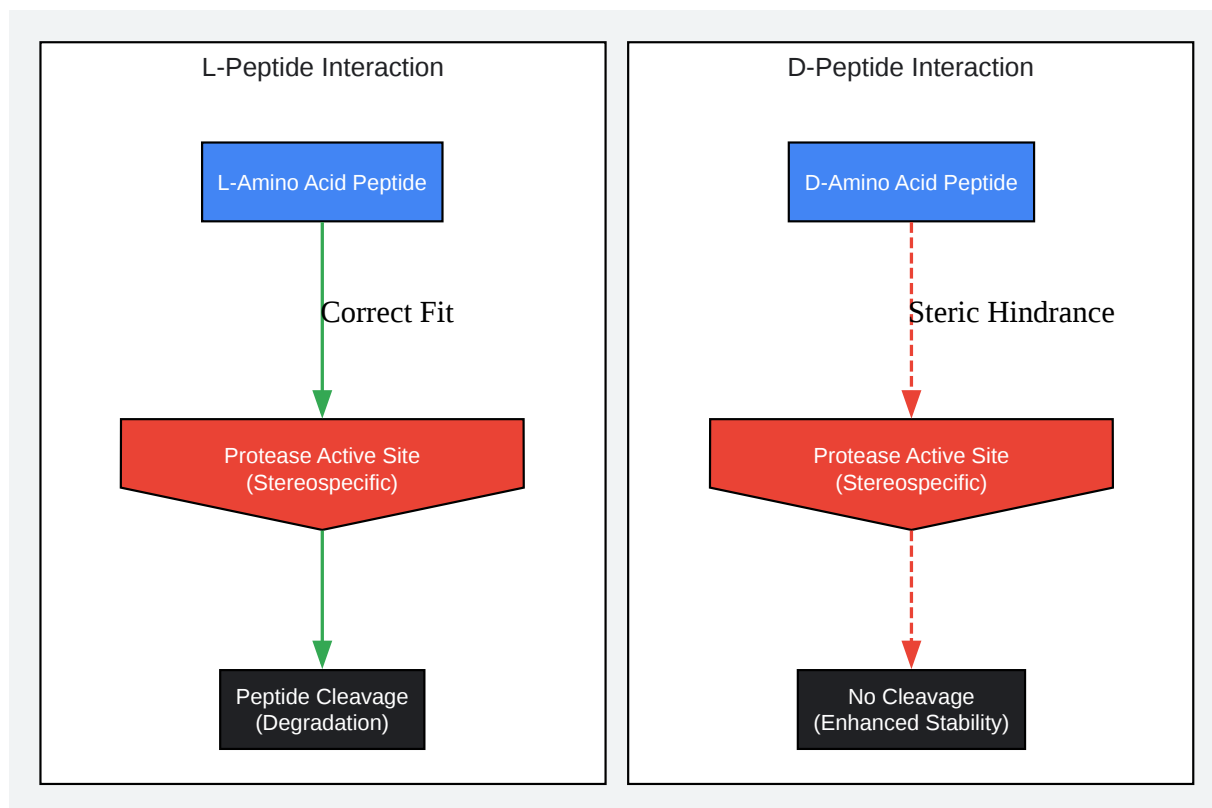 L-Peptide Interaction
L-Amino Acid Peptide
Correct Fit
Protease Active Site
(Stereospecific)
Peptide Cleavage
(Degradation)
D-Peptide Interaction
D-Amino Acid Peptide
Steric Hindrance
Protease Active Site
(Stereospecific)
No Cleavage
(Enhanced Stability)